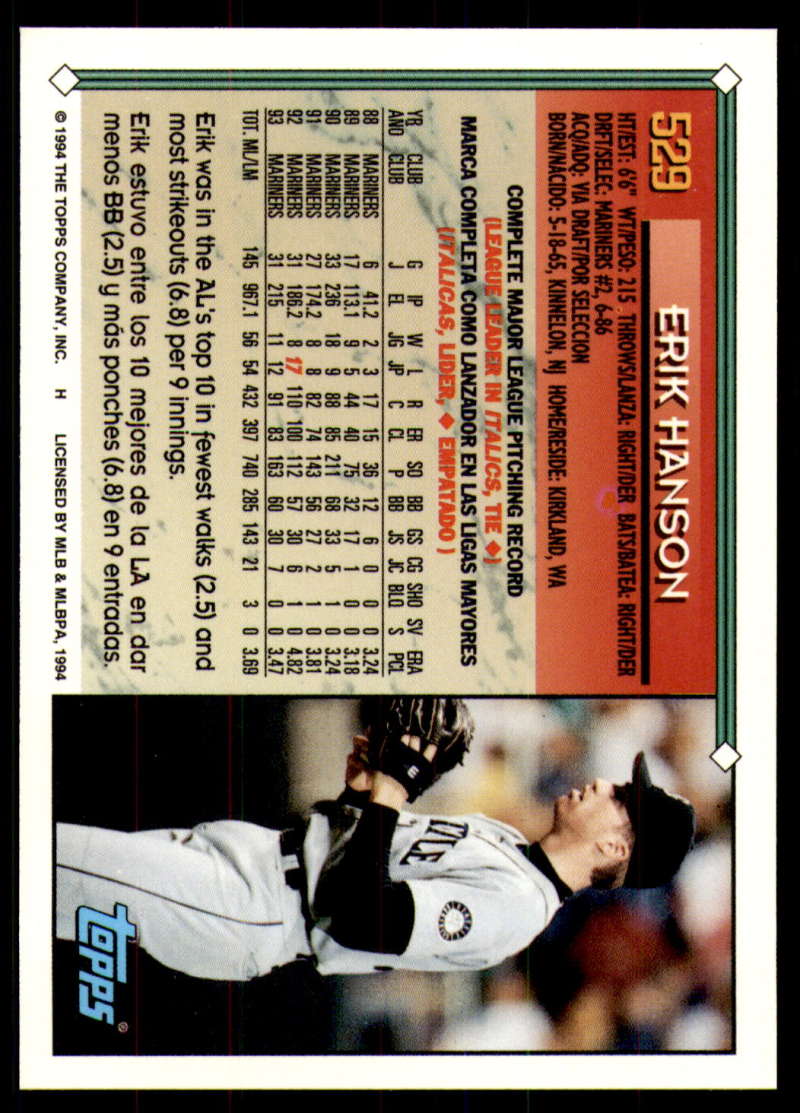 529 ERIK HANSON
HT/EST: 6'6" WT/PESO: 215 THROWS/LANZA: RIGHT/DER BATS/BATEA: RIGHT/DER
DRFT/SELEC: MARINERS #2, 6-86
ACQ/ADQ: VIA DRAFT/POR SELECCION
BORN/NACIDO: 5-18-65, KINNELON, NJ HOME/RESIDE: KIRKLAND, WA
COMPLETE MAJOR LEAGUE PITCHING RECORD
(LEAGUE LEADER IN ITALICS, TIE ◆)
MARCA COMPLETA COMO LANZADOR EN LAS LIGAS MAYORES
(ITALICAS, LIDER, ◆ EMPATADO)
YR CLUB G IP W L R ER SO BB GS CG SHO SV ERA
AÑO CLUB J EL JG JP C CL P BB JS JC BLQ S PCL
88 MARINERS 6 41.2 2 3 17 15 36 12 6 0 0 0 3.24
89 MARINERS 17 113.1 9 5 44 40 75 32 17 1 0 0 3.18
90 MARINERS 33 236 18 9 88 85 211 68 33 5 1 0 3.24
91 MARINERS 27 174.2 8 8 82 74 143 56 27 2 1 0 3.81
92 MARINERS 31 186.2 8 17 110 100 112 57 30 6 1 0 4.82
93 MARINERS 31 215 11 12 91 83 163 60 30 7 0 0 3.47
TOT. ML/LM 145 967.1 56 54 432 397 740 285 143 21 3 0 3.69
Erik was in the AL's top 10 in fewest walks (2.5) and
most strikeouts (6.8) per 9 innings.
Erik estuvo entre los 10 mejores de la LA en dar
menos BB (2.5) y más ponches (6.8) en 9 entradas.
© 1994 THE TOPPS COMPANY, INC. H LICENSED BY MLB & MLBPA, 1994
TTLE
topps®